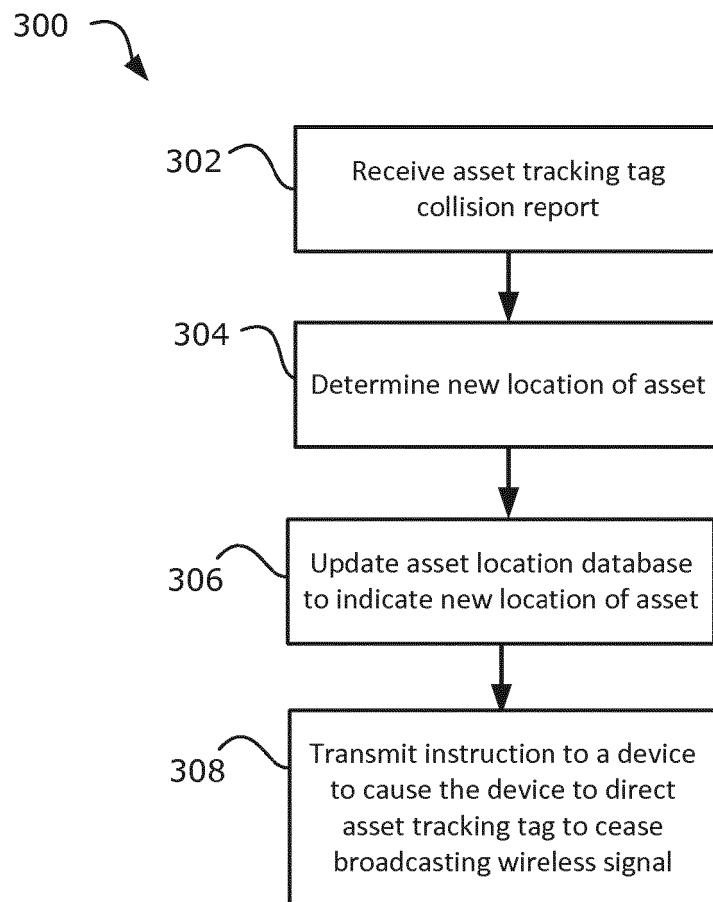 300
302
Receive asset tracking tag
collision report
304
Determine new location of asset
306
Update asset location database
to indicate new location of asset
308
Transmit instruction to a device
to cause the device to direct
asset tracking tag to cease
broadcasting wireless signal